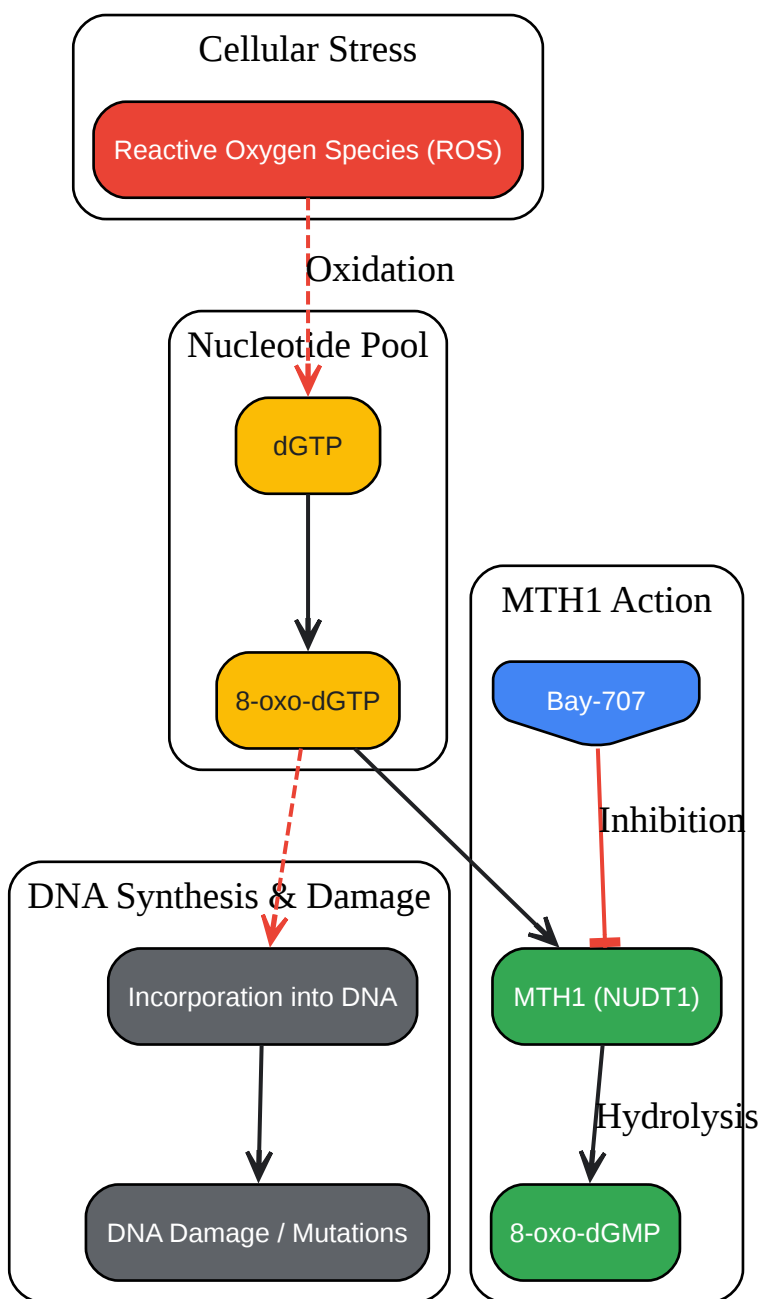 Cellular Stress
Reactive Oxygen Species (ROS)
Oxidation
Nucleotide Pool
dGTP
8-oxo-dGTP
MTH1 Action
Bay-707
Inhibition
DNA Synthesis & Damage
Incorporation into DNA
MTH1 (NUDT1)
Hydrolysis
DNA Damage / Mutations
8-oxo-dGMP